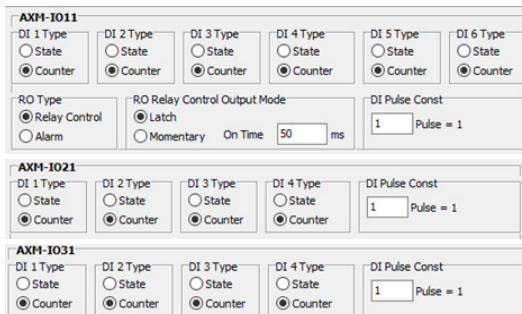 AXM-IO11
DI 1 Type DI 2 Type DI 3 Type DI 4 Type DI 5 Type DI 6 Type
State State State State State State
Counter Counter Counter Counter Counter Counter
RO Type RO Relay Control Output Mode DI Pulse Const
Relay Control Latch 1 Pulse = 1
Alarm Momentary On Time 50 ms
AXM-IO21
DI 1 Type DI 2 Type DI 3 Type DI 4 Type DI Pulse Const
State State State State 1 Pulse = 1
Counter Counter Counter Counter
AXM-IO31
DI 1 Type DI 2 Type DI 3 Type DI 4 Type DI Pulse Const
State State State State 1 Pulse = 1
Counter Counter Counter Counter